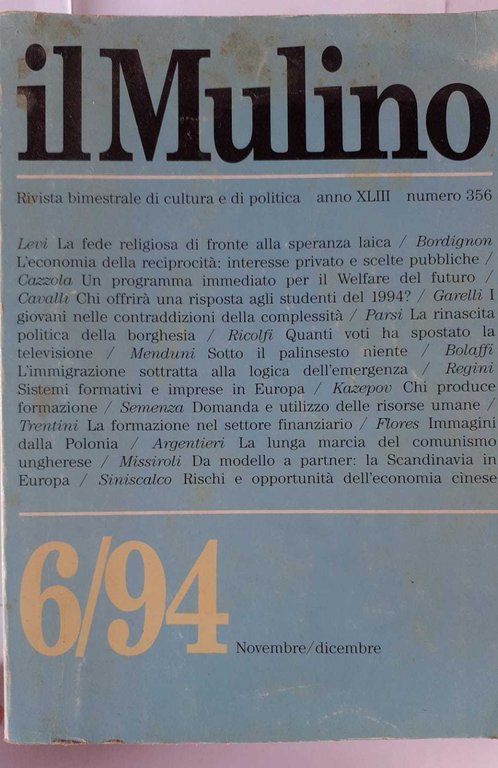 il Mulino
Rivista bimestrale di cultura e di politica anno XLIII numero 356
Levi La fede religiosa di fronte alla speranza laica / Bordignon
L'economia della reciprocità: interesse privato e scelte pubbliche /
Cazzola Un programma immediato per il Welfare del futuro /
Cavalli Chi offrirà una risposta agli studenti del 1994? / Garelli I
giovani nelle contraddizioni della complessità / Parsi La rinascita
politica della borghesia / Ricolfi Quanti voti ha spostato la
televisione / Menduni Sotto il palinsesto niente / Bolaffi
L'immigrazione sottratta alla logica dell'emergenza / Regini
Sistemi formativi e imprese in Europa / Kazepov Chi produce
formazione / Semenza Domanda e utilizzo delle risorse umane /
Trentini La formazione nel settore finanziario / Flores Immagini
dalla Polonia / Argentieri La lunga marcia del comunismo
ungherese / Missiroli Da modello a partner: la Scandinavia in
Europa / Siniscalco Rischi e opportunità dell'economia cinese
6/94 Novembre/dicembre